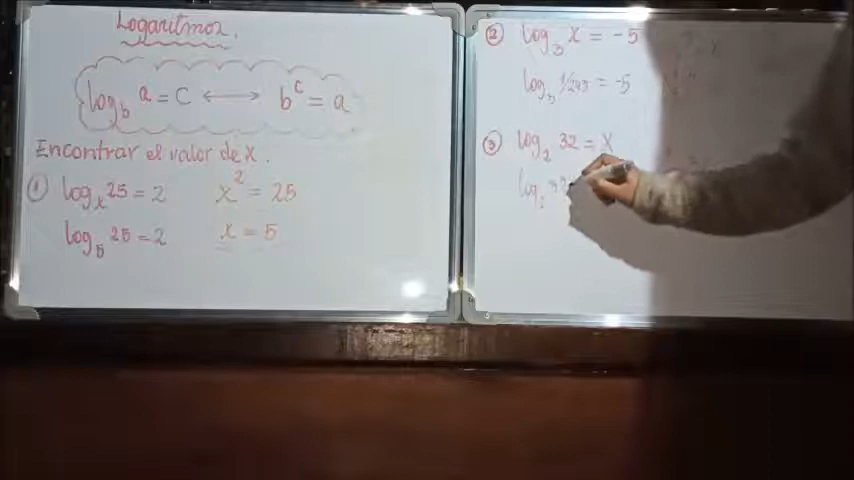 Logaritmos.
log_b a = c ⟷ b^c = a
Encontrar el valor de x.
① log_x 25 = 2 x^2 = 25
log_5 25 = 2 x = 5
② log_3 x = -5
log_3 1/243 = -5
③ log_2 32 = x
log_2